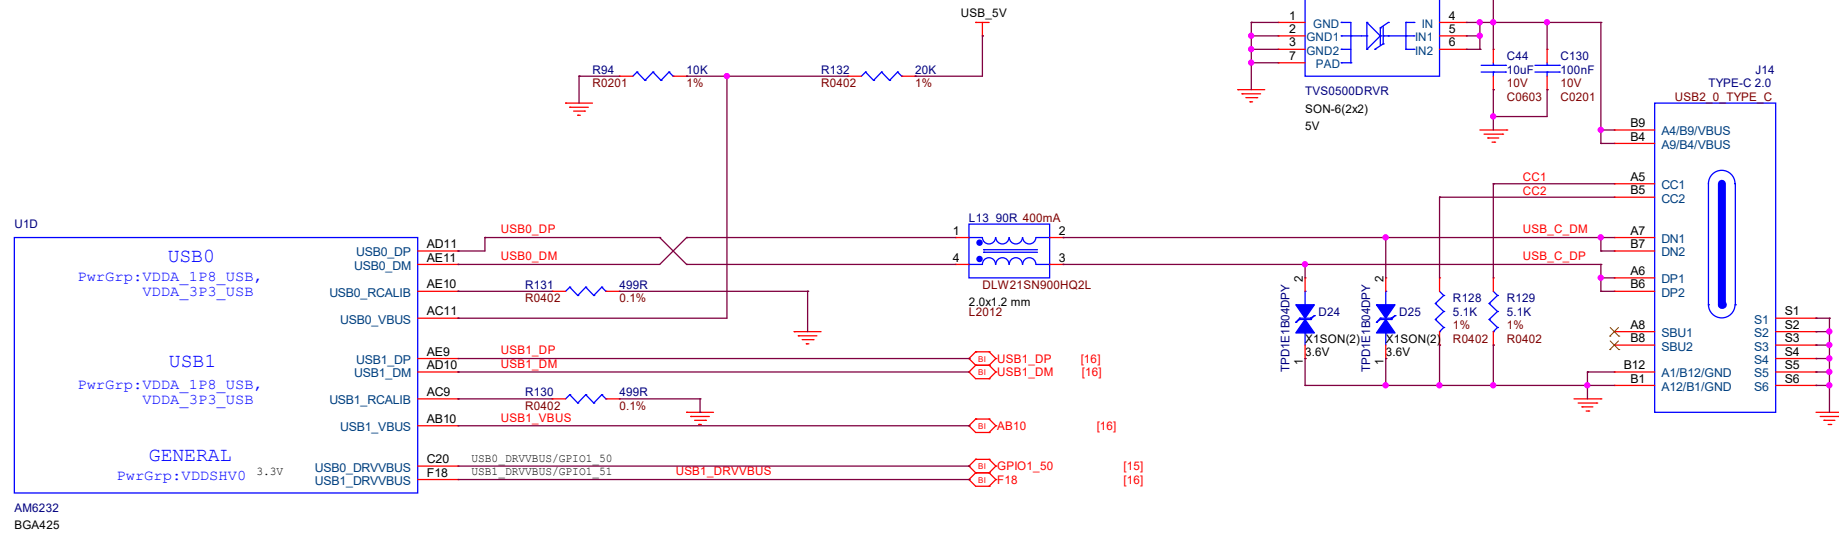 USB_5V
R94 10K
R0201 1%
R132 20K
R0402 1%
1 GND IN 4
2 GND1 IN1 5
3 GND2 IN2 6
7 PAD
TVS0500DRVR
SON-6(2x2)
5V
C44
10uF
10V
C0603
C130
100nF
10V
C0201
J14
TYPE-C 2.0
USB2_0_TYPE_C
B9 A4/B9/VBUS
B4 A9/B4/VBUS
CC1 A5 CC1
CC2 B5 CC2
USB_C_DM A7 DN1
B7 DN2
USB_C_DP A6 DP1
B6 DP2
A8 SBU1
B8 SBU2
B12 A1/B12/GND
B1 A12/B1/GND
S1 S1
S2 S2
S3 S3
S4 S4
S5 S5
S6 S6
U1D
USB0
PwrGrp:VDDA_1P8_USB,
VDDA_3P3_USB
USB0_DP AD11 USB0_DP
USB0_DM AE11 USB0_DM
USB0_RCALIB AE10 R131 499R
R0402 0.1%
USB0_VBUS AC11
L13 90R 400mA
1 2
4 3
DLW21SN900HQ2L
2.0x1.2 mm
L2012
TPD1E1B04DPY
2
1
D24
X1SON(2)
3.6V
TPD1E1B04DPY
2
1
D25
X1SON(2)
3.6V
R128
5.1K
1%
R0402
R129
5.1K
1%
R0402
USB1
PwrGrp:VDDA_1P8_USB,
VDDA_3P3_USB
USB1_DP AE9 USB1_DP BI USB1_DP [16]
USB1_DM AD10 USB1_DM BI USB1_DM [16]
USB1_RCALIB AC9 R130 499R
R0402 0.1%
USB1_VBUS AB10 USB1_VBUS BI AB10 [16]
GENERAL
PwrGrp:VDDSHV0 3.3V
USB0_DRVVBUS C20 USB0_DRVVBUS/GPIO1_50 BI GPIO1_50 [15]
USB1_DRVVBUS F18 USB1_DRVVBUS/GPIO1_51 USB1_DRVVBUS BI F18 [16]
AM6232
BGA425